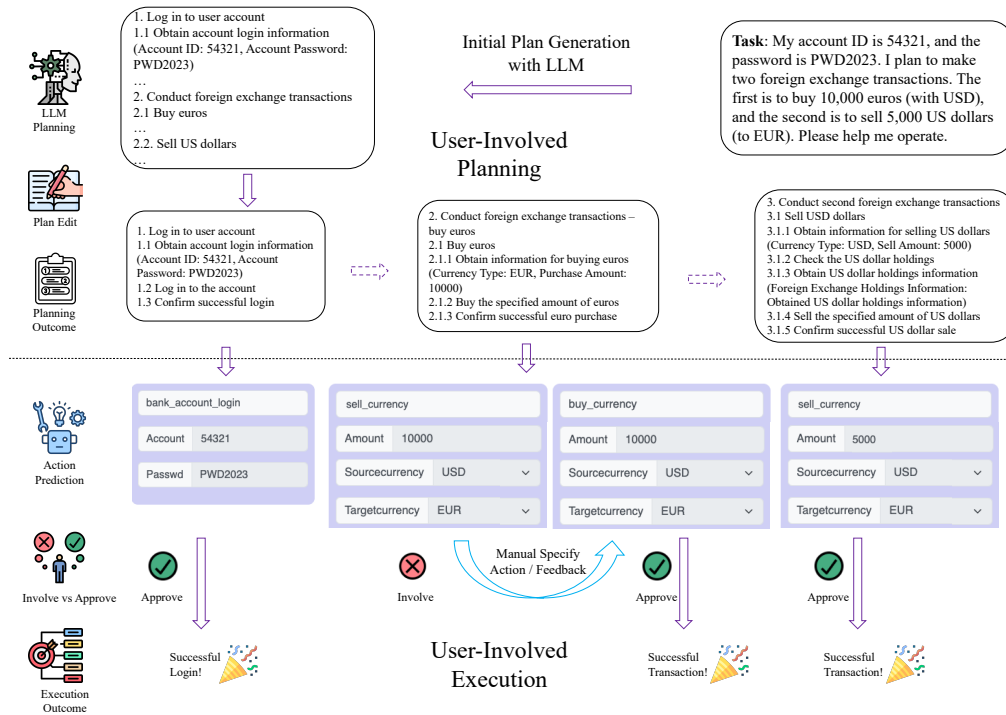 1. Log in to user account
1.1 Obtain account login information
(Account ID: 54321, Account Password:
PWD2023)
…
2. Conduct foreign exchange transactions
2.1 Buy euros
…
2.2. Sell US dollars
…
Initial Plan Generation
with LLM
Task: My account ID is 54321, and the
password is PWD2023. I plan to make
two foreign exchange transactions. The
first is to buy 10,000 euros (with USD),
and the second is to sell 5,000 US dollars
(to EUR). Please help me operate.
LLM
Planning
User-Involved
Planning
Plan Edit
Planning
Outcome
1. Log in to user account
1.1 Obtain account login information
(Account ID: 54321, Account
Password: PWD2023)
1.2 Log in to the account
1.3 Confirm successful login
2. Conduct foreign exchange transactions –
buy euros
2.1 Buy euros
2.1.1 Obtain information for buying euros
(Currency Type: EUR, Purchase Amount:
10000)
2.1.2 Buy the specified amount of euros
2.1.3 Confirm successful euro purchase
3. Conduct second foreign exchange transactions
3.1 Sell USD dollars
3.1.1 Obtain information for selling US dollars
(Currency Type: USD, Sell Amount: 5000)
3.1.2 Check the US dollar holdings
3.1.3 Obtain US dollar holdings information
(Foreign Exchange Holdings Information:
Obtained US dollar holdings information)
3.1.4 Sell the specified amount of US dollars
3.1.5 Confirm successful US dollar sale
Action
Prediction
bank_account_login
Account 54321
Passwd PWD2023
sell_currency
Amount 10000
Sourcecurrency USD
Targetcurrency EUR
buy_currency
Amount 10000
Sourcecurrency USD
Targetcurrency EUR
sell_currency
Amount 5000
Sourcecurrency USD
Targetcurrency EUR
Involve vs Approve
Approve
Involve
Manual Specify
Action / Feedback
Approve
Approve
Execution
Outcome
Successful
Login!
User-Involved
Execution
Successful
Transaction!
Successful
Transaction!